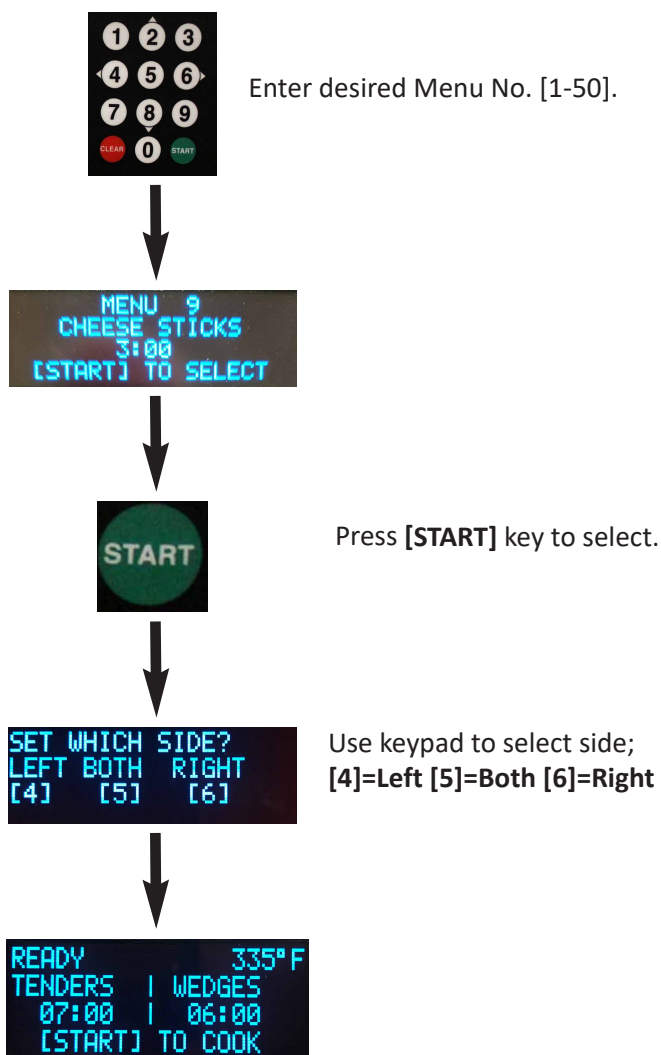 1 2 3
4 5 6
7 8 9
CLEAR 0 START
Enter desired Menu No. [1-50].
MENU 9
CHEESE STICKS
3:00
[START] TO SELECT
START
Press [START] key to select.
SET WHICH SIDE?
LEFT BOTH RIGHT
[4] [5] [6]
Use keypad to select side;
[4]=Left [5]=Both [6]=Right
READY 335°F
TENDERS | WEDGES
07:00 | 06:00
[START] TO COOK